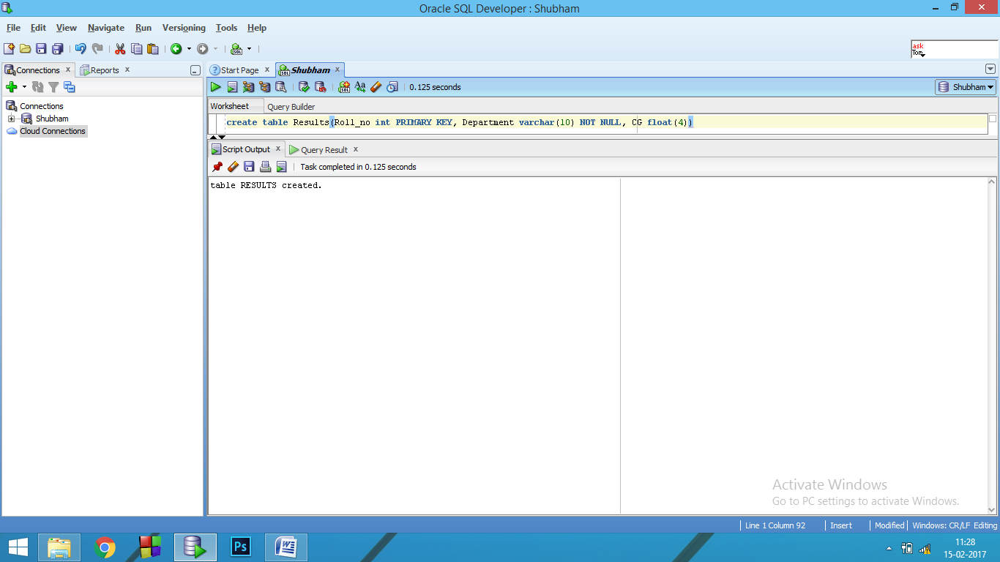 Oracle SQL Developer : Shubham
File Edit View Navigate Run Versioning Tools Help
ask
Tom
Connections x Reports x
Start Page x Shubham x
0.125 seconds
Shubham
Connections
Shubham
Cloud Connections
Worksheet Query Builder
create table Results(Roll_no int PRIMARY KEY, Department varchar(10) NOT NULL, CG float(4))
Script Output x Query Result x
Task completed in 0.125 seconds
table RESULTS created.
Activate Windows
Go to PC settings to activate Windows.
Line 1 Column 92 Insert Modified Windows: CR/LF Editing
Ps
11:28
15-02-2017